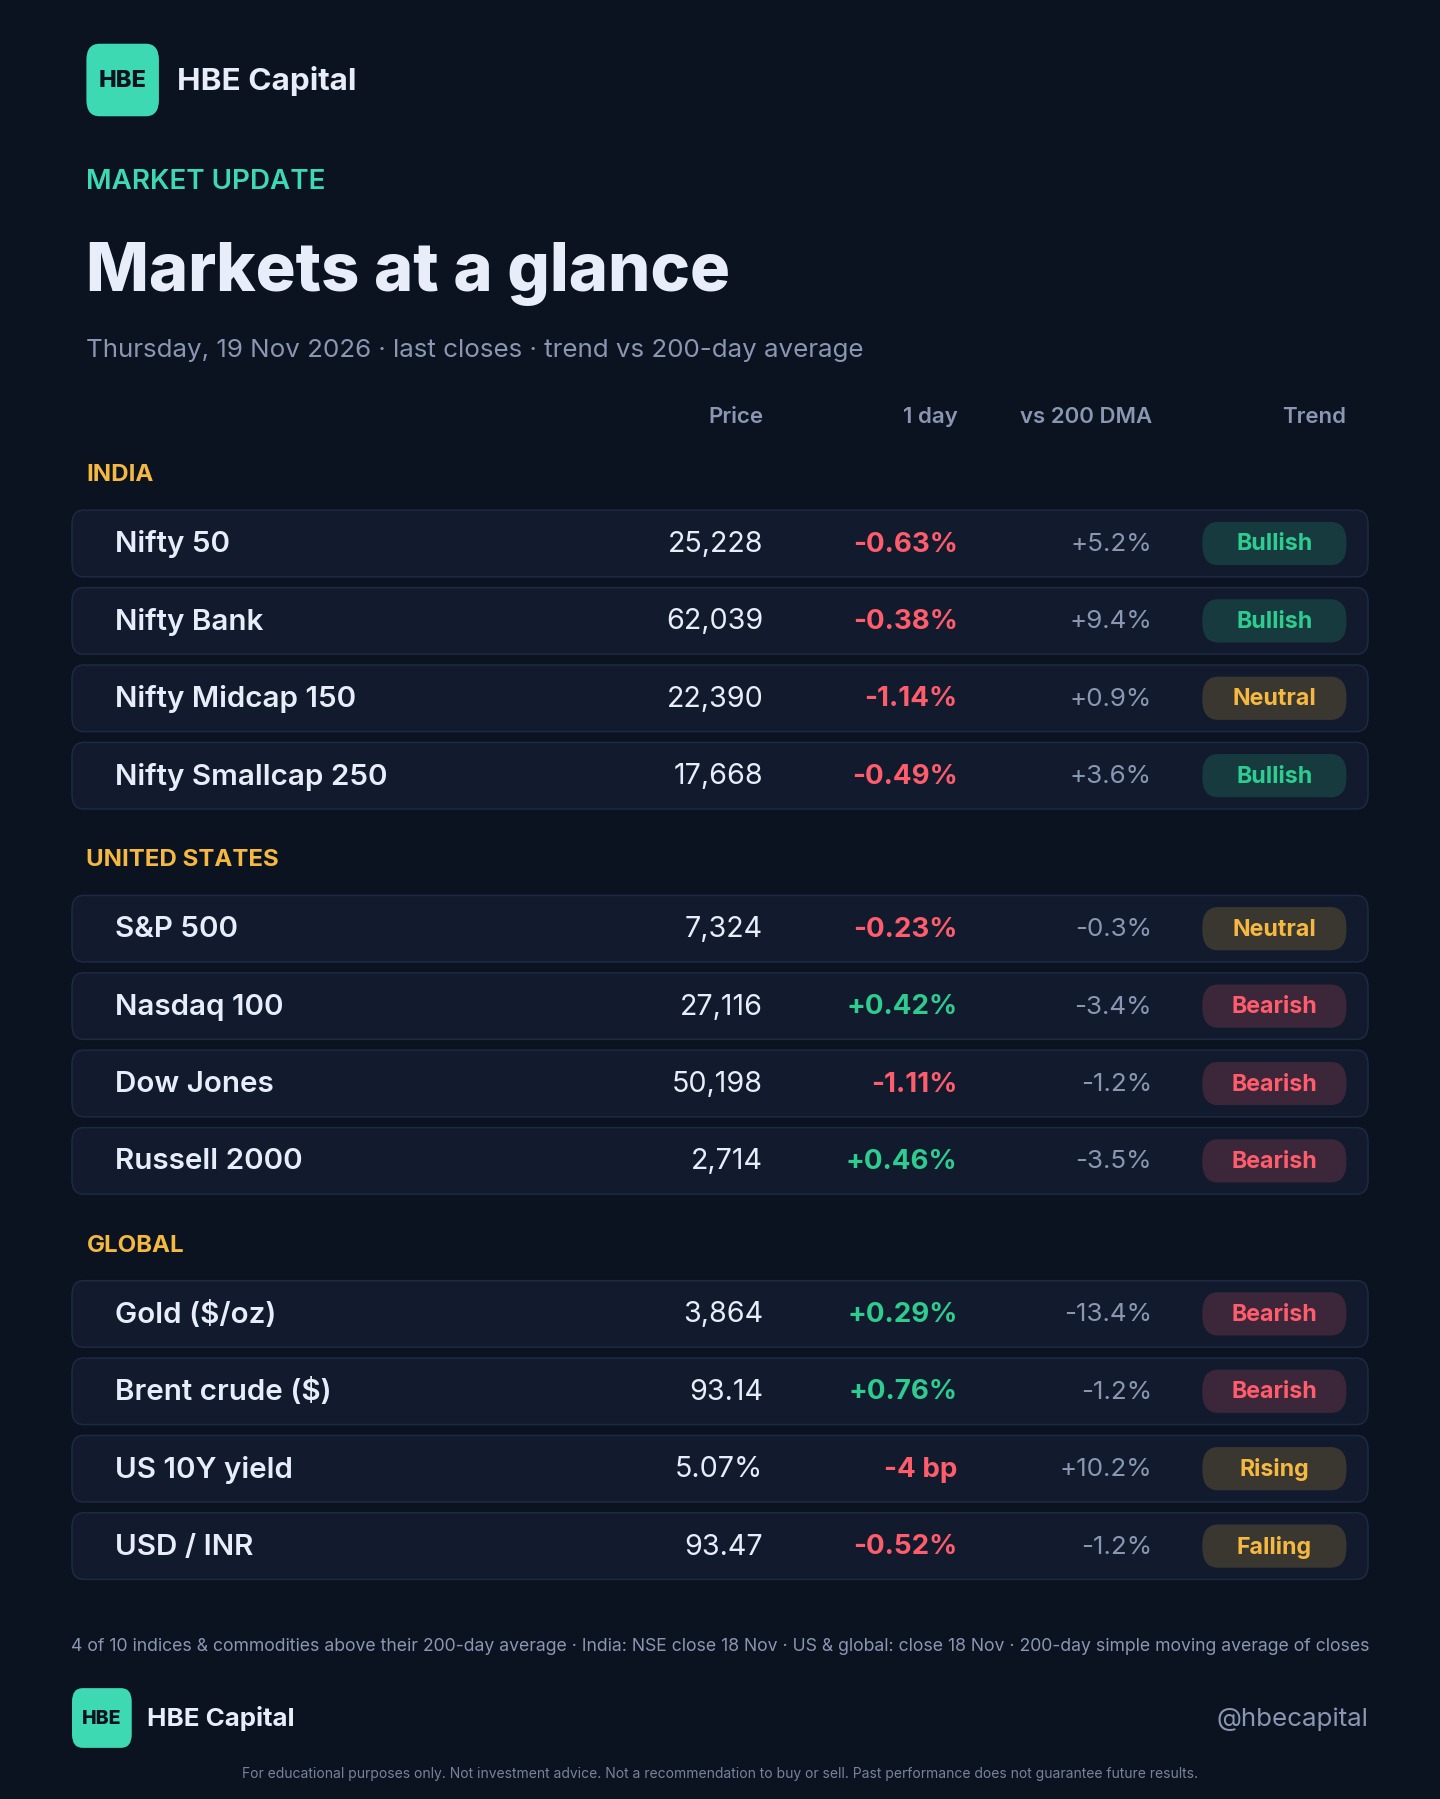 HBE HBE Capital
MARKET UPDATE
Markets at a glance
Thursday, 19 Nov 2026 · last closes · trend vs 200-day average
Price 1 day vs 200 DMA Trend
INDIA
Nifty 50 25,228 -0.63% +5.2% Bullish
Nifty Bank 62,039 -0.38% +9.4% Bullish
Nifty Midcap 150 22,390 -1.14% +0.9% Neutral
Nifty Smallcap 250 17,668 -0.49% +3.6% Bullish
UNITED STATES
S&P 500 7,324 -0.23% -0.3% Neutral
Nasdaq 100 27,116 +0.42% -3.4% Bearish
Dow Jones 50,198 -1.11% -1.2% Bearish
Russell 2000 2,714 +0.46% -3.5% Bearish
GLOBAL
Gold ($/oz) 3,864 +0.29% -13.4% Bearish
Brent crude ($) 93.14 +0.76% -1.2% Bearish
US 10Y yield 5.07% -4 bp +10.2% Rising
USD / INR 93.47 -0.52% -1.2% Falling
4 of 10 indices & commodities above their 200-day average · India: NSE close 18 Nov · US & global: close 18 Nov · 200-day simple moving average of closes
HBE HBE Capital @hbecapital
For educational purposes only. Not investment advice. Not a recommendation to buy or sell. Past performance does not guarantee future results.